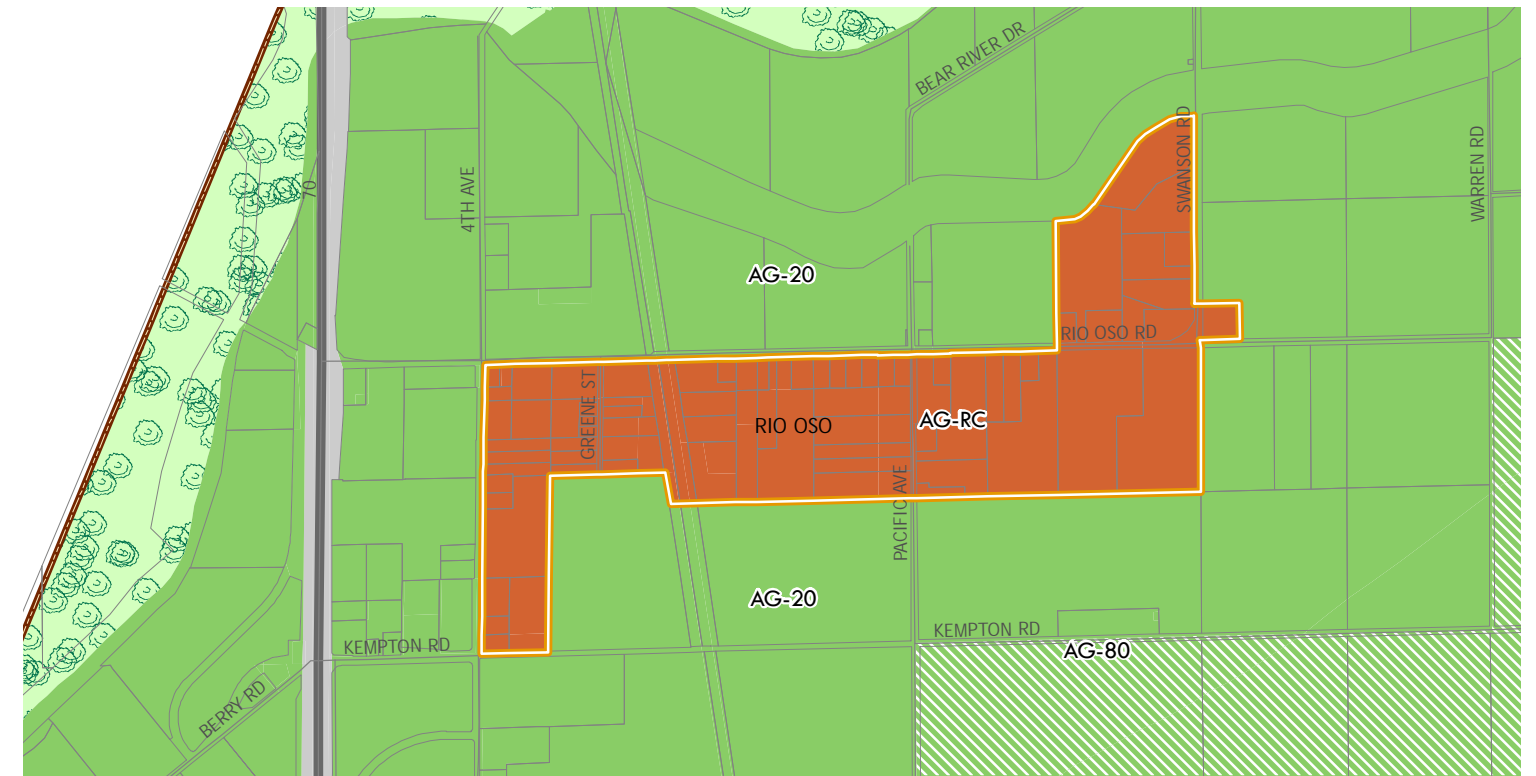 BEAR RIVER DR
SWANSON RD
WARREN RD
4TH AVE
70
AG-20
RIO OSO RD
GREENE ST
RIO OSO
AG-RC
PACIFIC AVE
AG-20
KEMPTON RD
KEMPTON RD
AG-80
BERRY RD